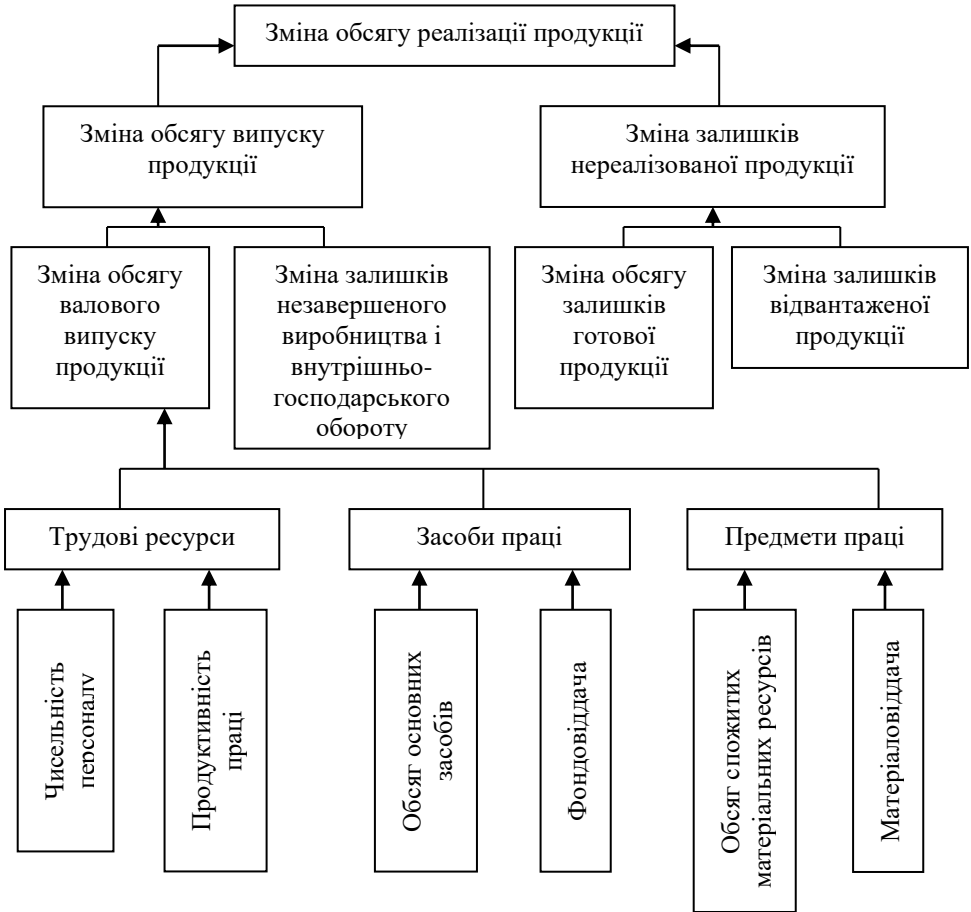 Зміна обсягу реалізації продукції
Зміна обсягу випуску
продукції
Зміна залишків
нереалізованої продукції
Зміна обсягу
валового
випуску
продукції
Зміна залишків
незавершеного
виробництва і
внутрішньо-
господарського
обороту
Зміна обсягу
залишків
готової
продукції
Зміна залишків
відвантаженої
продукції
Трудові ресурси
Засоби праці
Предмети праці
Чисельність
персоналу
Продуктивність
праці
Обсяг основних
засобів
Фондовіддача
Обсяг спожитих
матеріальних ресурсів
Матеріаловіддача